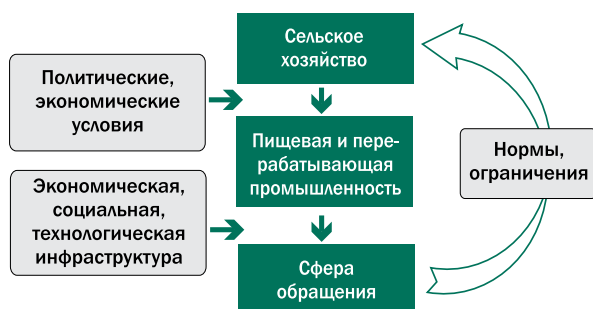 Сельское
хозяйство
Политические,
экономические
условия
Пищевая и пере-
рабатывающая
промышленность
Нормы,
ограничения
Экономическая,
социальная,
технологическая
инфраструктура
Сфера
обращения